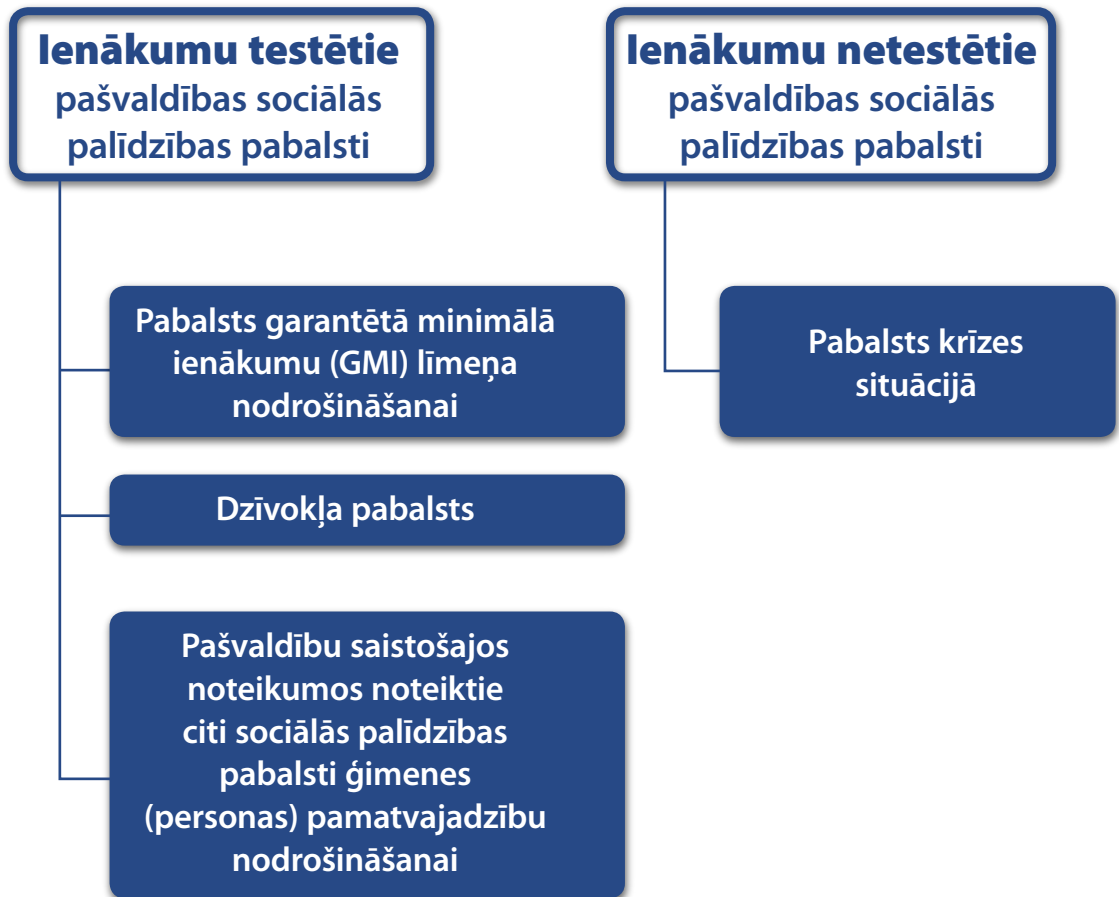 Ienākumu testētie
pašvaldības sociālās
palīdzības pabalsti
Ienākumu netestētie
pašvaldības sociālās
palīdzības pabalsti
Pabalsts garantētā minimālā
ienākumu (GMI) līmeņa
nodrošināšanai
Pabalsts krīzes
situācijā
Dzīvokļa pabalsts
Pašvaldību saistošajos
noteikumos noteiktie
citi sociālās palīdzības
pabalsti ģimenes
(personas) pamatvajadzību
nodrošināšanai